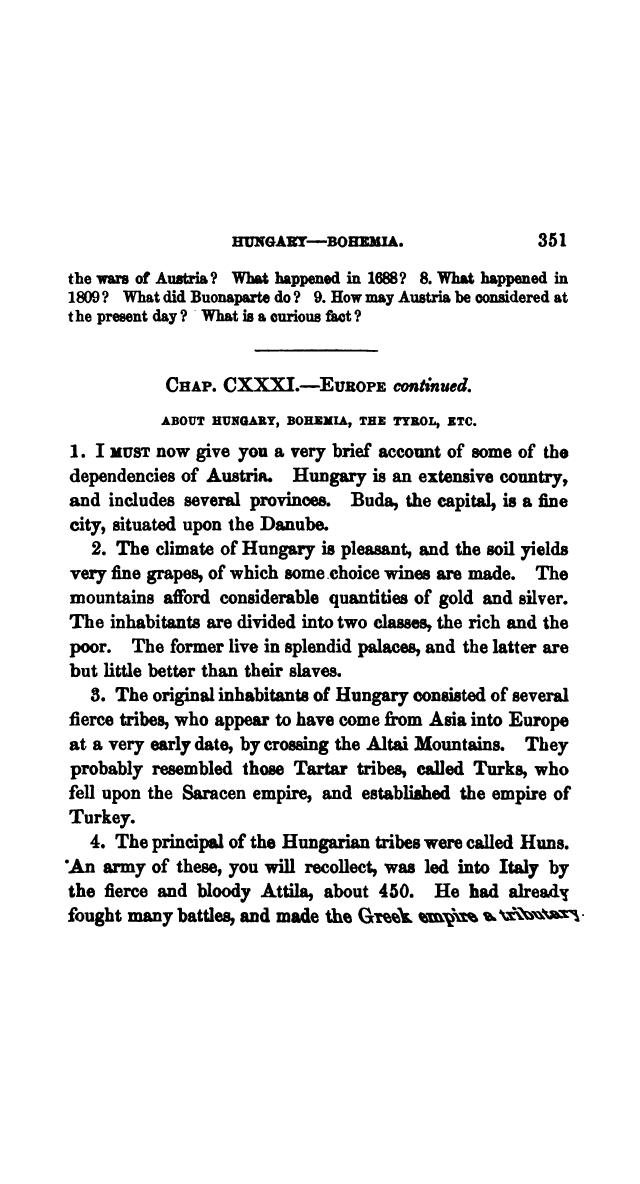 HUNGARY—BOHEMIA. 351
the wars of Austria? What happened in 1688? 8. What happened in
1809? What did Buonaparte do? 9. How may Austria be considered at
the present day? What is a curious fact?
CHAP. CXXXI.—EUROPE continued.
ABOUT HUNGARY, BOHEMIA, THE TYROL, ETC.
1. I MUST now give you a very brief account of some of the
dependencies of Austria. Hungary is an extensive country,
and includes several provinces. Buda, the capital, is a fine
city, situated upon the Danube.
2. The climate of Hungary is pleasant, and the soil yields
very fine grapes, of which some choice wines are made. The
mountains afford considerable quantities of gold and silver.
The inhabitants are divided into two classes, the rich and the
poor. The former live in splendid palaces, and the latter are
but little better than their slaves.
3. The original inhabitants of Hungary consisted of several
fierce tribes, who appear to have come from Asia into Europe
at a very early date, by crossing the Altai Mountains. They
probably resembled those Tartar tribes, called Turks, who
fell upon the Saracen empire, and established the empire of
Turkey.
4. The principal of the Hungarian tribes were called Huns.
An army of these, you will recollect, was led into Italy by
the fierce and bloody Attila, about 450. He had already
fought many battles, and made the Greek empire a tributary.